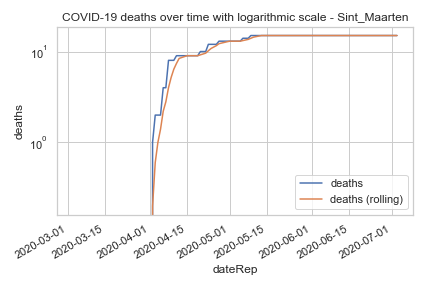 COVID-19 deaths over time with logarithmic scale - Sint_Maarten
10¹
10⁰
deaths
deaths
deaths (rolling)
2020-03-01
2020-03-15
2020-04-01
2020-04-15
2020-05-01
2020-05-15
2020-06-01
2020-06-15
2020-07-01
dateRep